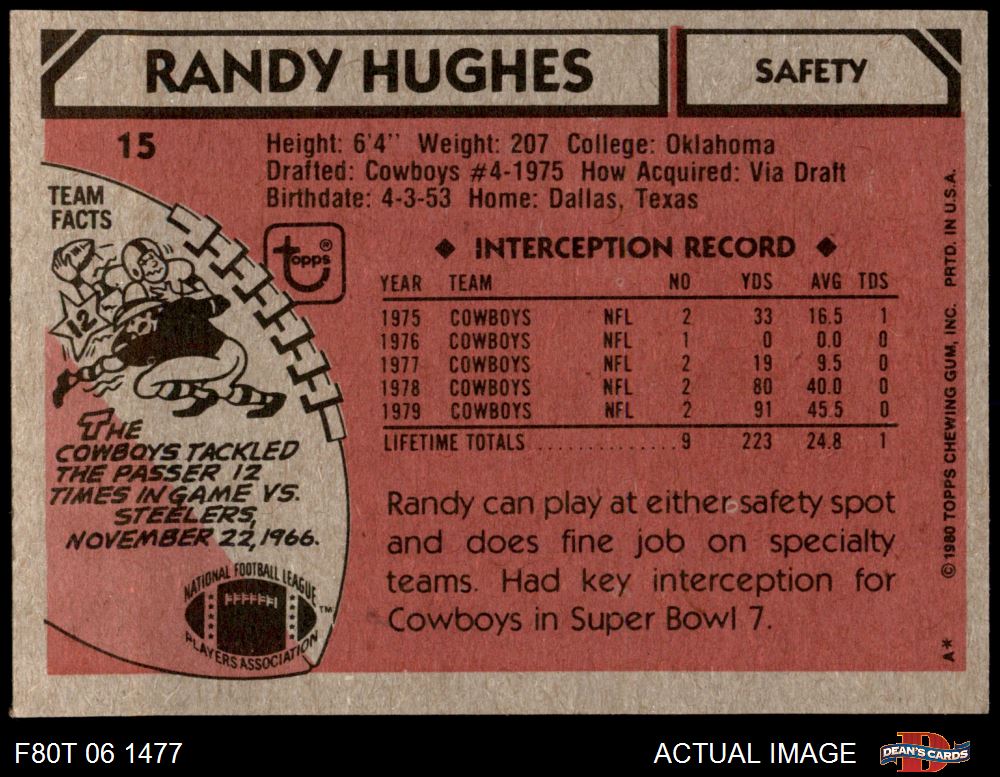 RANDY HUGHES
SAFETY
15
Height: 6'4" Weight: 207 College: Oklahoma
Drafted: Cowboys #4-1975 How Acquired: Via Draft
Birthdate: 4-3-53 Home: Dallas, Texas
TEAM
FACTS
12
topps ®
THE
COWBOYS TACKLED
THE PASSER 12
TIMES IN GAME VS.
STEELERS,
NOVEMBER 22, 1966.
NATIONAL FOOTBALL LEAGUE
PLAYERS ASSOCIATION
TM
◆ INTERCEPTION RECORD ◆
YEAR TEAM NO YDS AVG TDS
1975 COWBOYS NFL 2 33 16.5 1
1976 COWBOYS NFL 1 0 0.0 0
1977 COWBOYS NFL 2 19 9.5 0
1978 COWBOYS NFL 2 80 40.0 0
1979 COWBOYS NFL 2 91 45.5 0
LIFETIME TOTALS ............... 9 223 24.8 1
Randy can play at either safety spot
and does fine job on specialty
teams. Had key interception for
Cowboys in Super Bowl 7.
A* © 1980 TOPPS CHEWING GUM, INC. PRTD. IN U.S.A.
F80T 06 1477
ACTUAL IMAGE
D
DEAN'S CARDS